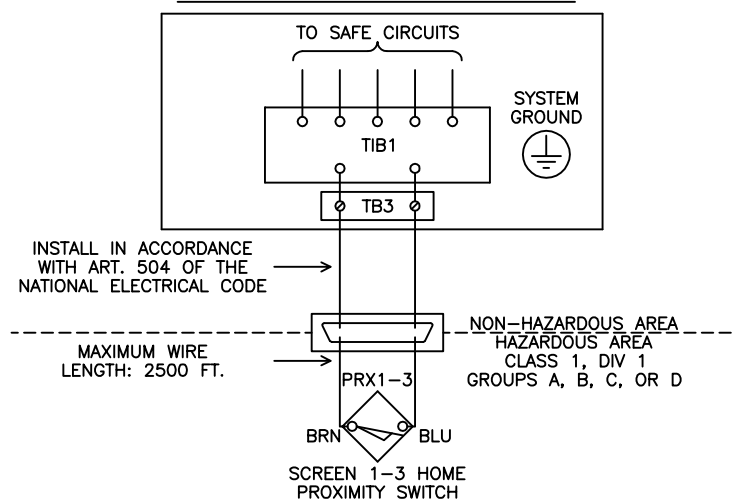 TO SAFE CIRCUITS
SYSTEM
GROUND
TIB1
TB3
INSTALL IN ACCORDANCE
WITH ART. 504 OF THE
NATIONAL ELECTRICAL CODE
NON-HAZARDOUS AREA
HAZARDOUS AREA
CLASS 1, DIV 1
GROUPS A, B, C, OR D
MAXIMUM WIRE
LENGTH: 2500 FT.
PRX1-3
BRN
BLU
SCREEN 1-3 HOME
PROXIMITY SWITCH